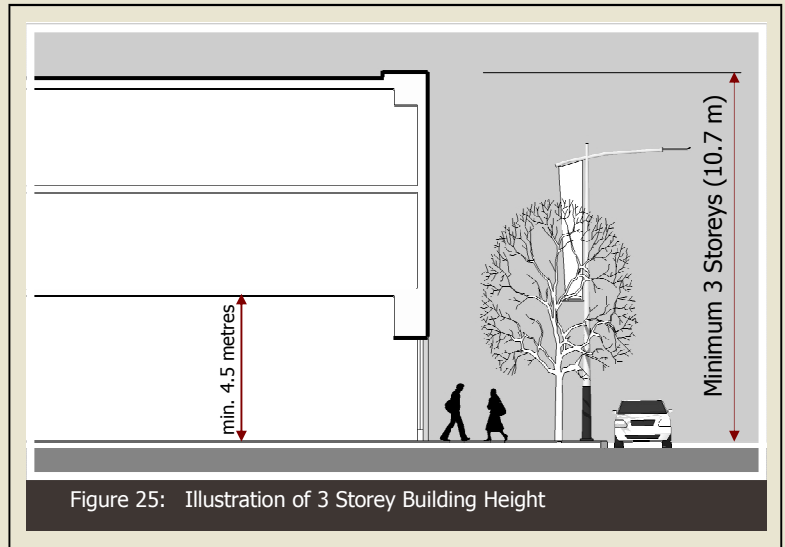 min. 4.5 metres
Minimum 3 Storeys (10.7 m)
Figure 25: Illustration of 3 Storey Building Height